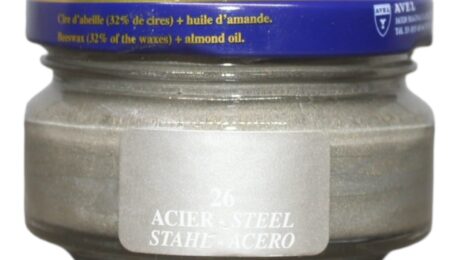 Cire d'abeille (32% de cires) + huile d'amande.
Beeswax (32% of the waxes) + almond oil.
AVEL
26
ACIER - STEEL
STAHL - ACERO